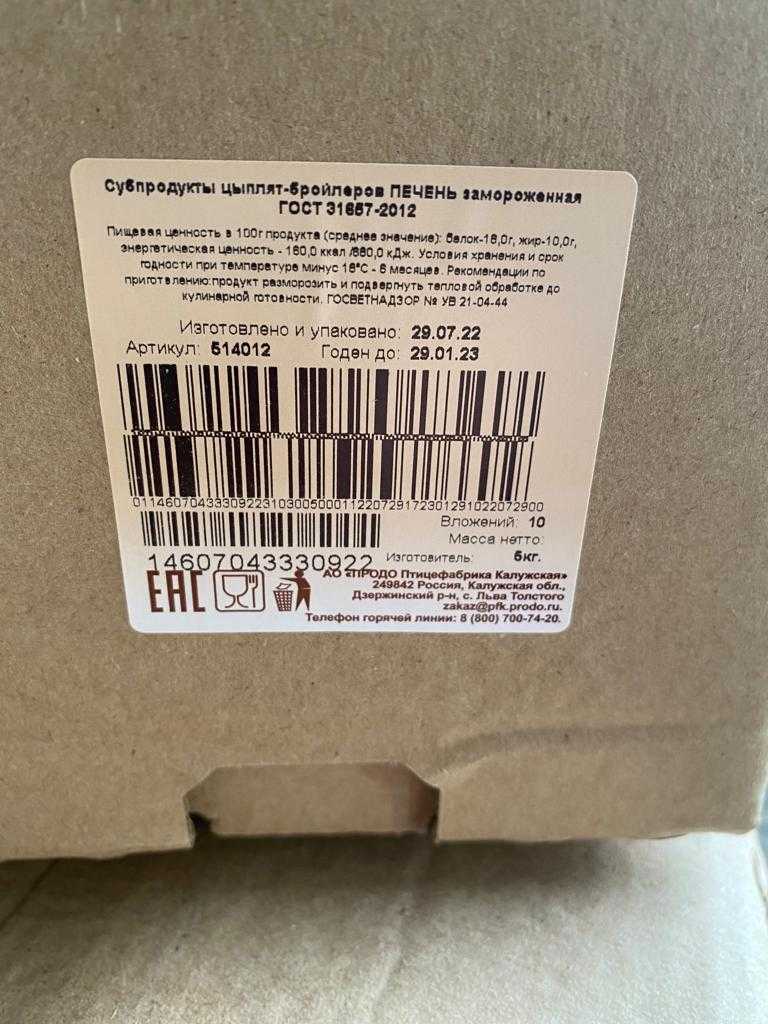 Субпродукты цыплят-бройлеров ПЕЧЕНЬ замороженная
ГОСТ 31657-2012
Пищевая ценность в 100г продукта (среднее значение): белок-18,0г, жир-10,0г,
энергетическая ценность - 160,0 ккал /660,0 кДж. Условия хранения и срок
годности при температуре минус 18°С - 6 месяцев. Рекомендации по
приготовлению:продукт разморозить и подвергнуть тепловой обработке до
кулинарной готовности. ГОСВЕТНАДЗОР № УВ 21-04-44
Изготовлено и упаковано: 29.07.22
Артикул: 514012 Годен до: 29.01.23
0114607043330922310300500011220729172301291022072900
Вложений: 10
Масса нетто:
14607043330922
Изготовитель: 5кг.
EAC
АО «ПРОДО Птицефабрика Калужская»
249842 Россия, Калужская обл.,
Дзержинский р-н, с. Льва Толстого
zakaz@pfk.prodo.ru.
Телефон горячей линии: 8 (800) 700-74-20.